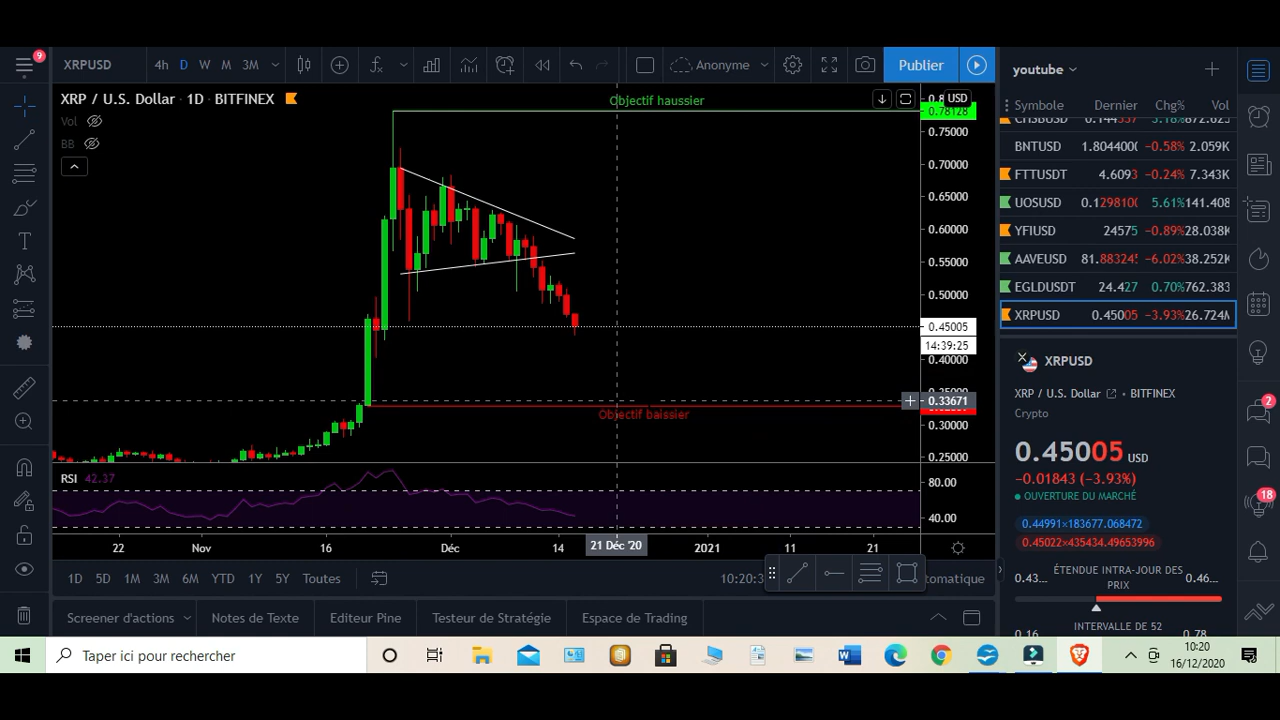 9
XRPUSD
4h D W M 3M
Anonyme
Publier
youtube
XRP / U.S. Dollar · 1D · BITFINEX
Vol
BB
Objectif haussier
USD
0.78128
0.75000
0.70000
0.65000
0.60000
0.55000
0.50000
0.45005
14:39:25
0.40000
0.33671
0.30000
0.25000
Objectif baissier
RSI 42.37
80.00
40.00
22 Nov 16 Déc 14 21 Déc '20 2021 11 21
1D 5D 1M 3M 6M YTD 1Y 5Y Toutes
10:20:3
tomatique
Screener d'actions Notes de Texte Editeur Pine Testeur de Stratégie Espace de Trading
Symbole Dernier Chg% Vol
BNTUSD 1.8044000 −0.58% 2.059K
FTTUSDT 4.6093 −0.24% 7.343K
UOSUSD 5.61% 141.408
YFIUSD 24575 −0.89% 28.038K
AAVEUSD 81.883245 −6.02% 38.252K
EGLDUSDT 24.427 0.70% 762.383
XRPUSD 0.45005 −3.93% 26.724M
XRPUSD
XRP / U.S. Dollar BITFINEX
Crypto
0.45005 USD
−0.01843 (−3.93%)
OUVERTURE DU MARCHÉ
0.44991×183677.068472
0.45022×435434.49653996
0.43... ÉTENDUE INTRA-JOUR DES PRIX 0.46...
INTERVALLE DE 52
0.16 0.78
2
18
Taper ici pour rechercher
10:20
16/12/2020